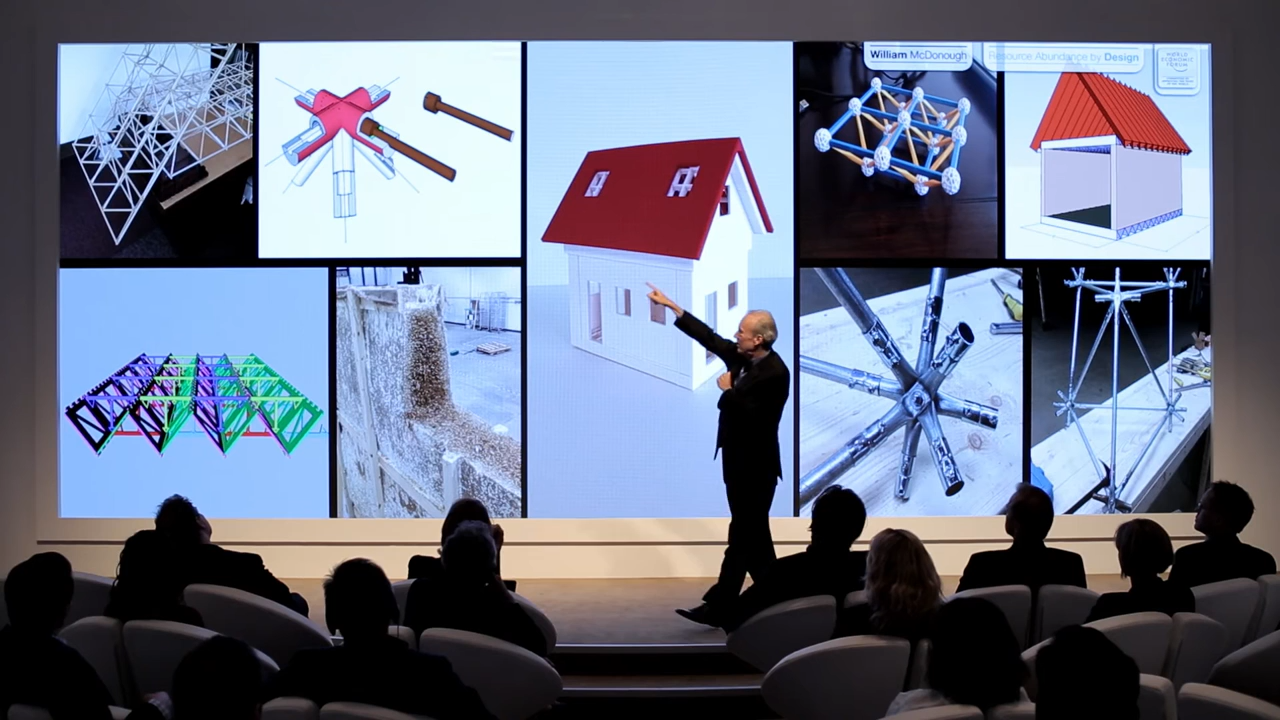 William McDonough
Resource Abundance by Design
WORLD
ECONOMIC
FORUM